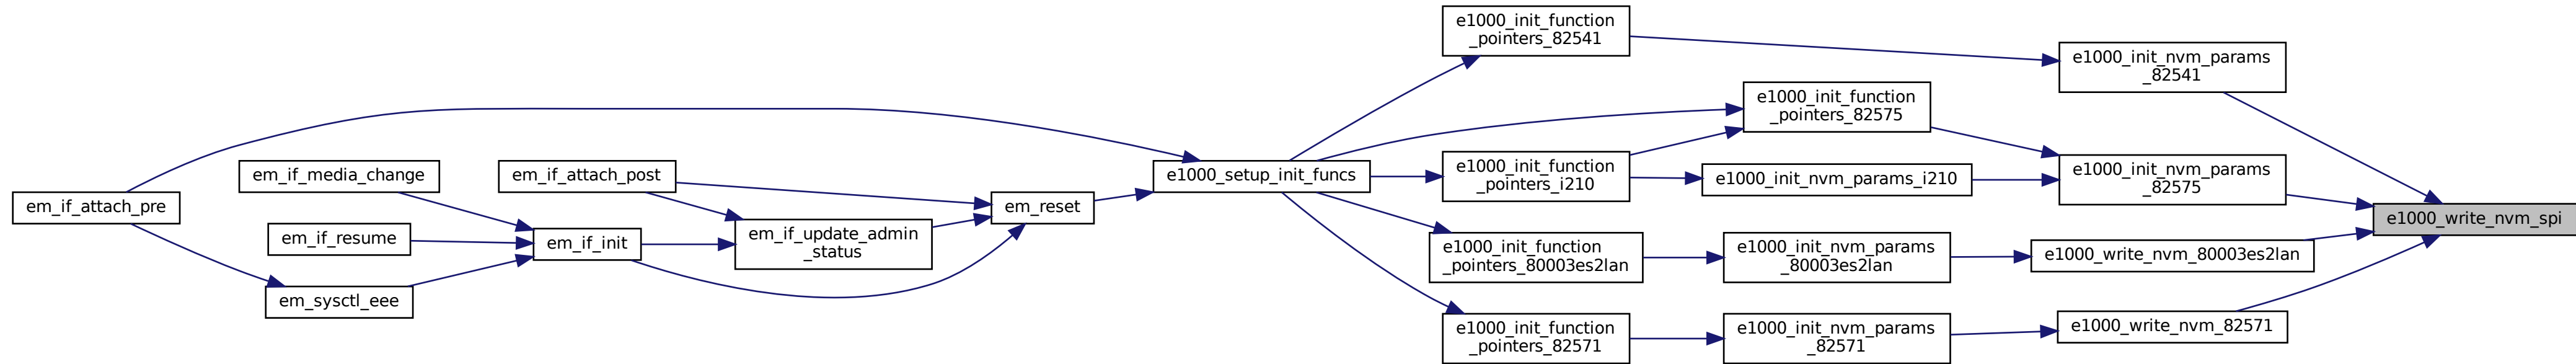 em_if_attach_pre
em_if_media_change
em_if_resume
em_sysctl_eee
em_if_attach_post
em_if_init
em_if_update_admin
_status
em_reset
e1000_setup_init_funcs
e1000_init_function
_pointers_82541
e1000_init_function
_pointers_82575
e1000_init_function
_pointers_i210
e1000_init_nvm_params_i210
e1000_init_function
_pointers_80003es2lan
e1000_init_nvm_params
_80003es2lan
e1000_init_function
_pointers_82571
e1000_init_nvm_params
_82571
e1000_init_nvm_params
_82541
e1000_init_nvm_params
_82575
e1000_write_nvm_80003es2lan
e1000_write_nvm_82571
e1000_write_nvm_spi